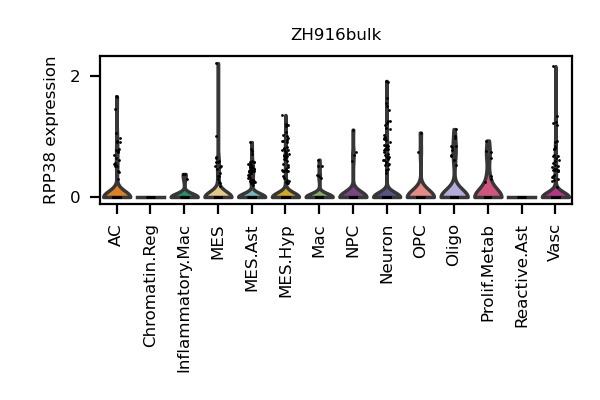 ZH916bulk
RPP38 expression
2
0
AC
Chromatin.Reg
Inflammatory.Mac
MES
MES.Ast
MES.Hyp
Mac
NPC
Neuron
OPC
Oligo
Prolif.Metab
Reactive.Ast
Vasc